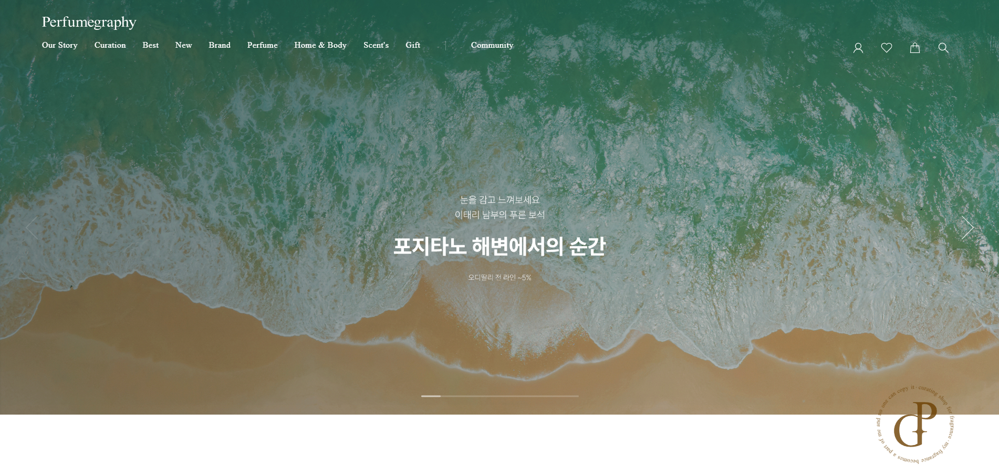 Perfumegraphy
Our Story Curation Best New Brand Perfume Home & Body Scent's Gift Community
눈을 감고 느껴보세요
이태리 남부의 푸른 보석
포지타노 해변에서의 순간
오디딸리 전 라인 ~5%
GP
curating shop for fragrance · my fragrance becomes a part of me and no one can copy it ·